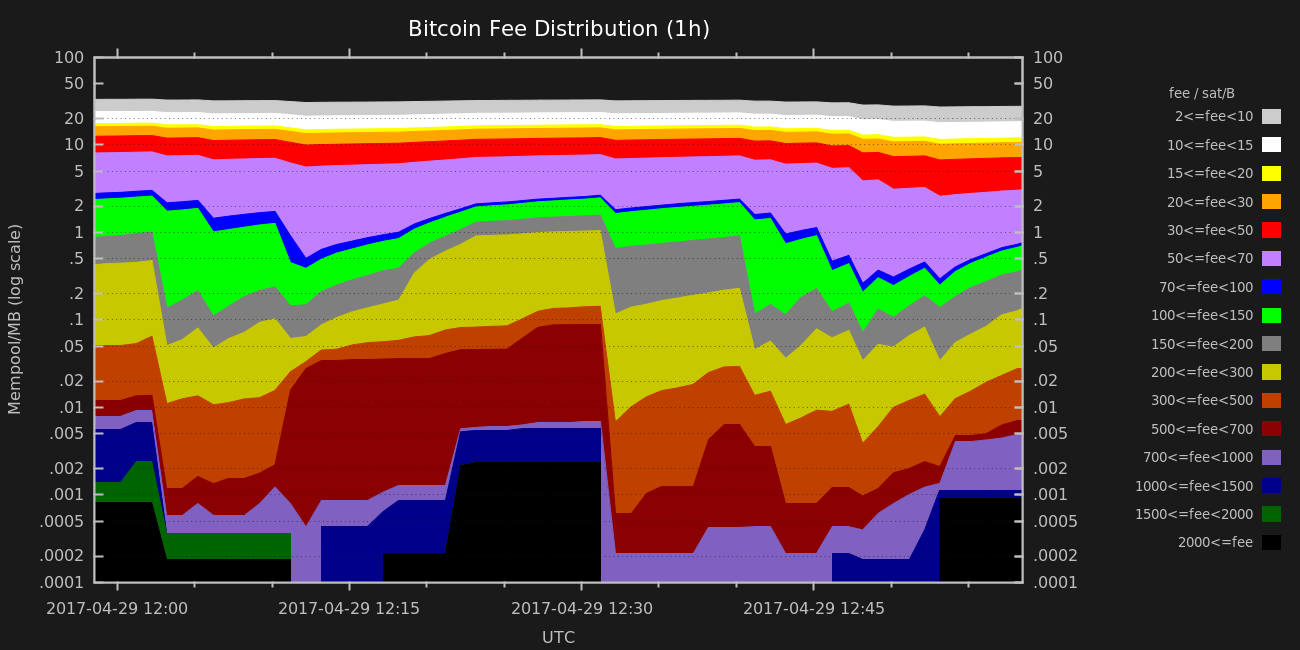 Bitcoin Fee Distribution (1h)
100
50
20
10
5
2
1
.5
.2
.1
.05
.02
.01
.005
.002
.001
.0005
.0002
.0001
Mempool/MB (log scale)
100
50
20
10
5
2
1
.5
.2
.1
.05
.02
.01
.005
.002
.001
.0005
.0002
.0001
2017-04-29 12:00
2017-04-29 12:15
2017-04-29 12:30
2017-04-29 12:45
UTC
fee / sat/B
2<=fee<10
10<=fee<15
15<=fee<20
20<=fee<30
30<=fee<50
50<=fee<70
70<=fee<100
100<=fee<150
150<=fee<200
200<=fee<300
300<=fee<500
500<=fee<700
700<=fee<1000
1000<=fee<1500
1500<=fee<2000
2000<=fee